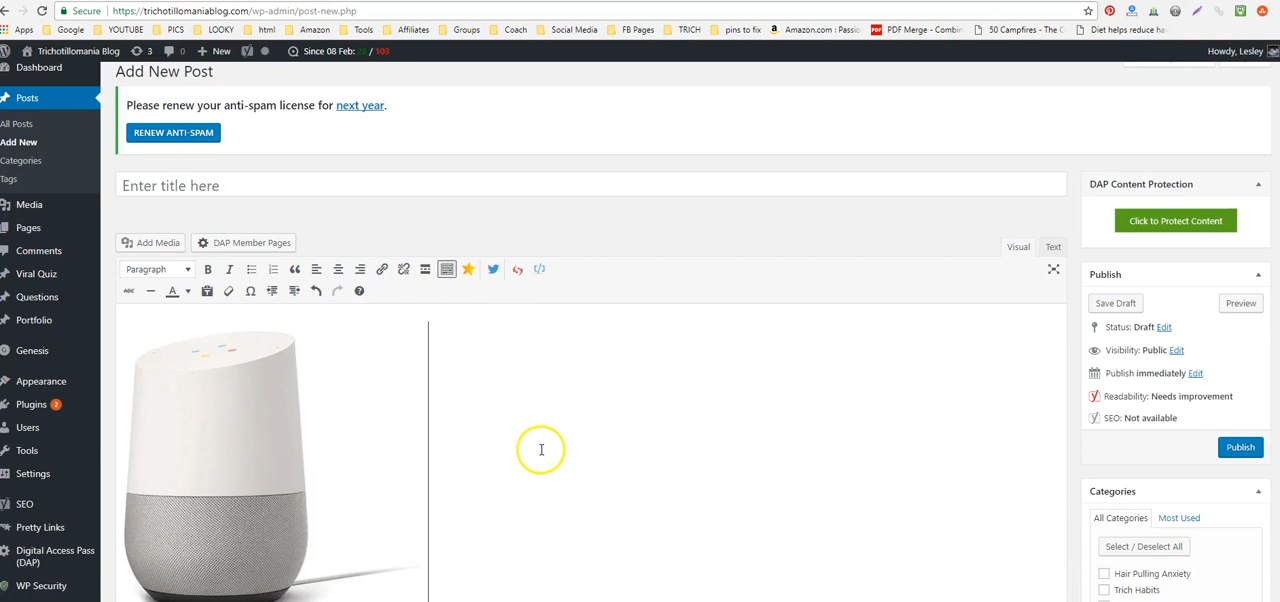 Secure https://trichotillomaniablog.com/wp-admin/post-new.php
Apps Google YOUTUBE PICS LOOKY html Amazon Tools Affiliates Groups Coach Social Media FB Pages TRICH pins to fix Amazon.com : Passio PDF PDF Merge - Combin 50 Campfires - The C Diet helps reduce ha
Trichotillomania Blog 3 0 New Since 08 Feb: / 103 Howdy, Lesley
Dashboard
Posts
All Posts
Add New
Categories
Tags
Media
Pages
Comments
Viral Quiz
Questions
Portfolio
Genesis
Appearance
Plugins 2
Users
Tools
Settings
SEO
Pretty Links
Digital Access Pass
(DAP)
WP Security
Add New Post
Please renew your anti-spam license for next year.
RENEW ANTI-SPAM
Enter title here
Add Media DAP Member Pages
Visual Text
Paragraph B I
ABC A Ω
DAP Content Protection
Click to Protect Content
Publish
Save Draft Preview
Status: Draft Edit
Visibility: Public Edit
Publish immediately Edit
Readability: Needs improvement
SEO: Not available
Publish
Categories
All Categories Most Used
Select / Deselect All
Hair Pulling Anxiety
Trich Habits